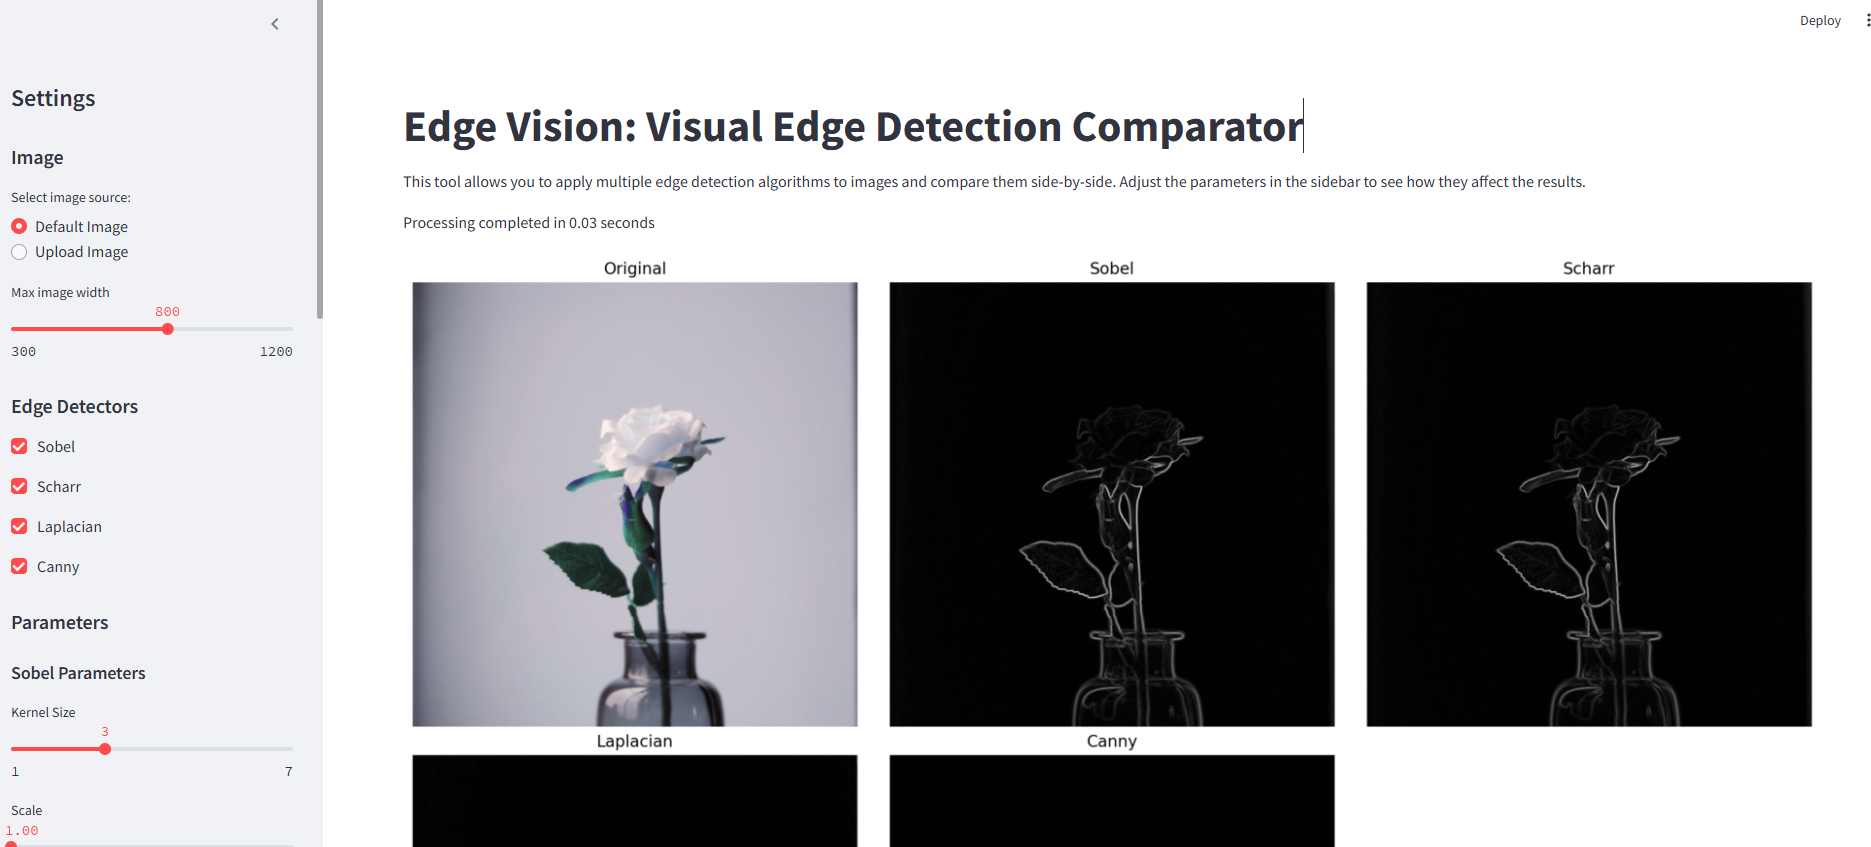 Deploy
Settings
Image
Select image source:
Default Image
Upload Image
Max image width
800
300 1200
Edge Detectors
Sobel
Scharr
Laplacian
Canny
Parameters
Sobel Parameters
Kernel Size
3
1 7
Scale
1.00
Edge Vision: Visual Edge Detection Comparator
This tool allows you to apply multiple edge detection algorithms to images and compare them side-by-side. Adjust the parameters in the sidebar to see how they affect the results.
Processing completed in 0.03 seconds
Original Sobel Scharr
Laplacian Canny